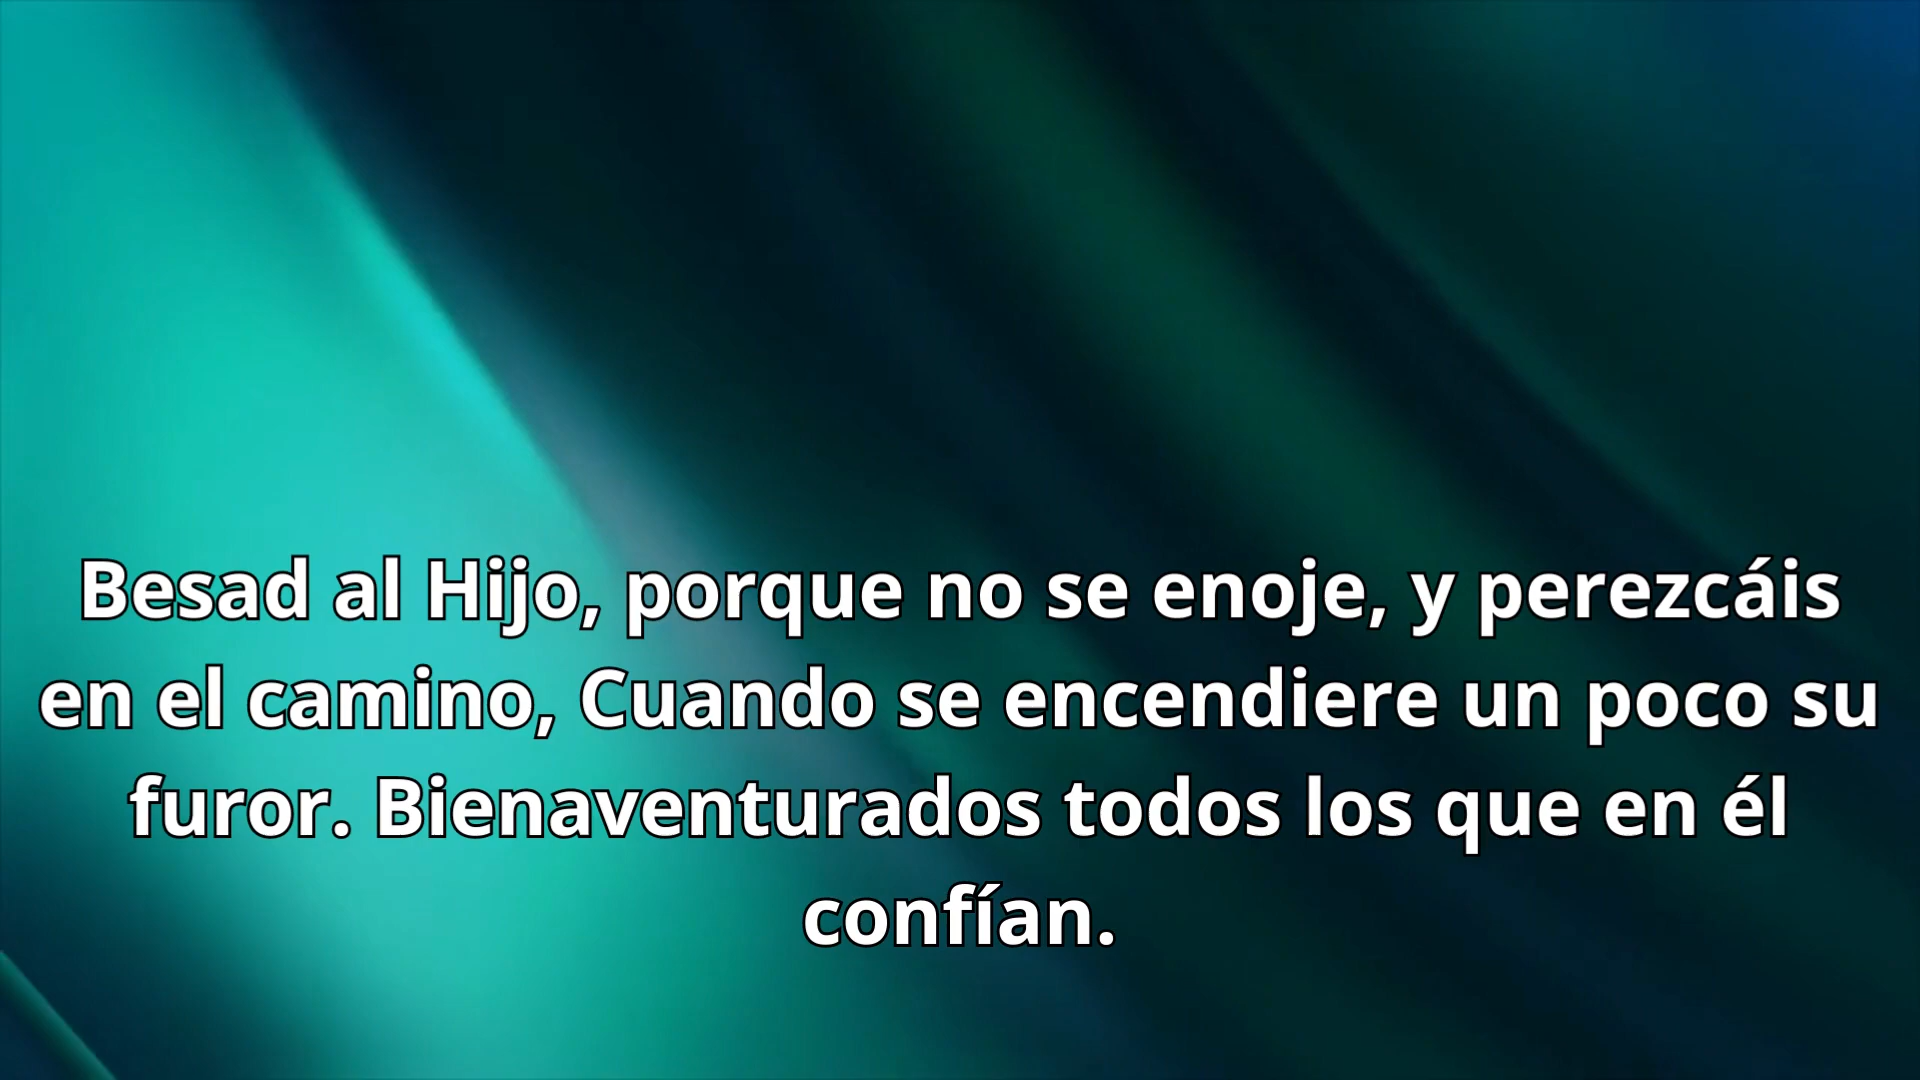 Besad al Hijo, porque no se enoje, y perezcáis
en el camino, Cuando se encendiere un poco su
furor. Bienaventurados todos los que en él
confían.